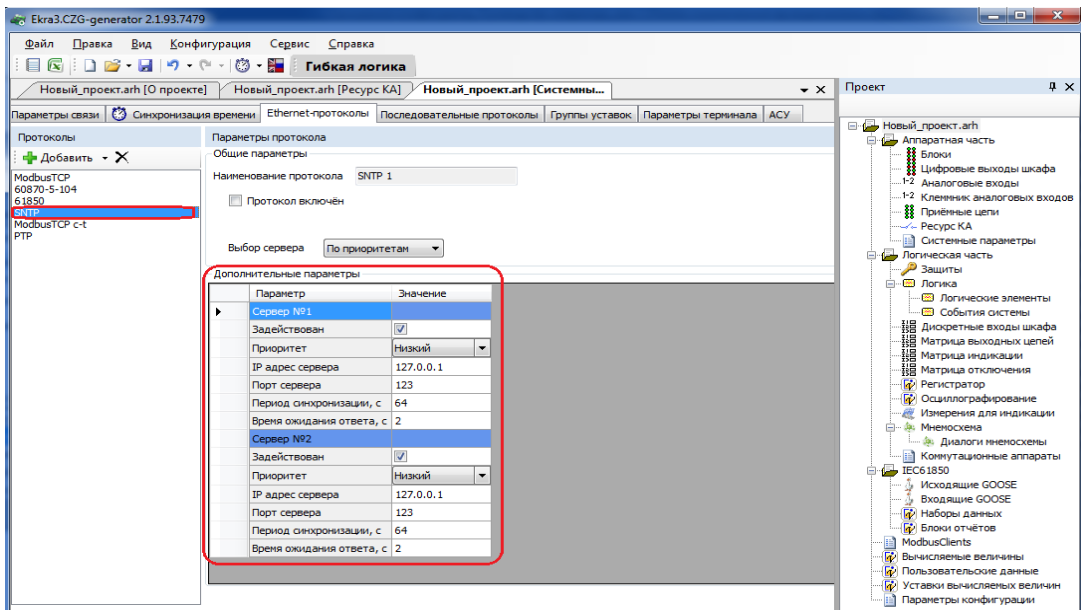 Ekra3.CZG-generator 2.1.93.7479
Файл Правка Вид Конфигурация Сервис Справка
Гибкая логика
Новый_проект.arh [О проекте] Новый_проект.arh [Ресурс КА] Новый_проект.arh [Системны...
Параметры связи Синхронизация времени Ethernet-протоколы Последовательные протоколы Группы уставок Параметры терминала АСУ
Протоколы
Добавить
ModbusTCP
60870-5-104
61850
SNTP
ModbusTCP c-t
PTP
Параметры протокола
Общие параметры
Наименование протокола SNTP 1
Протокол включён
Выбор сервера По приоритетам
Дополнительные параметры
Параметр Значение
Сервер №1
Задействован
Приоритет Низкий
IP адрес сервера 127.0.0.1
Порт сервера 123
Период синхронизации, с 64
Время ожидания ответа, с 2
Сервер №2
Задействован
Приоритет Низкий
IP адрес сервера 127.0.0.1
Порт сервера 123
Период синхронизации, с 64
Время ожидания ответа, с 2
Проект
Новый_проект.arh
Аппаратная часть
Блоки
Цифровые выходы шкафа
1-2 Аналоговые входы
1-2 Клеммник аналоговых входов
Приёмные цепи
Ресурс КА
Системные параметры
Логическая часть
Защиты
Логика
Логические элементы
События системы
Дискретные входы шкафа
Матрица выходных цепей
Матрица индикации
Матрица отключения
Регистратор
Осциллографирование
Измерения для индикации
Мнемосхема
Диалоги мнемосхемы
Коммутационные аппараты
IEC61850
Исходящие GOOSE
Входящие GOOSE
Наборы данных
Блоки отчётов
ModbusClients
Вычисляемые величины
Пользовательские данные
Уставки вычисляемых величин
Параметры конфигурации